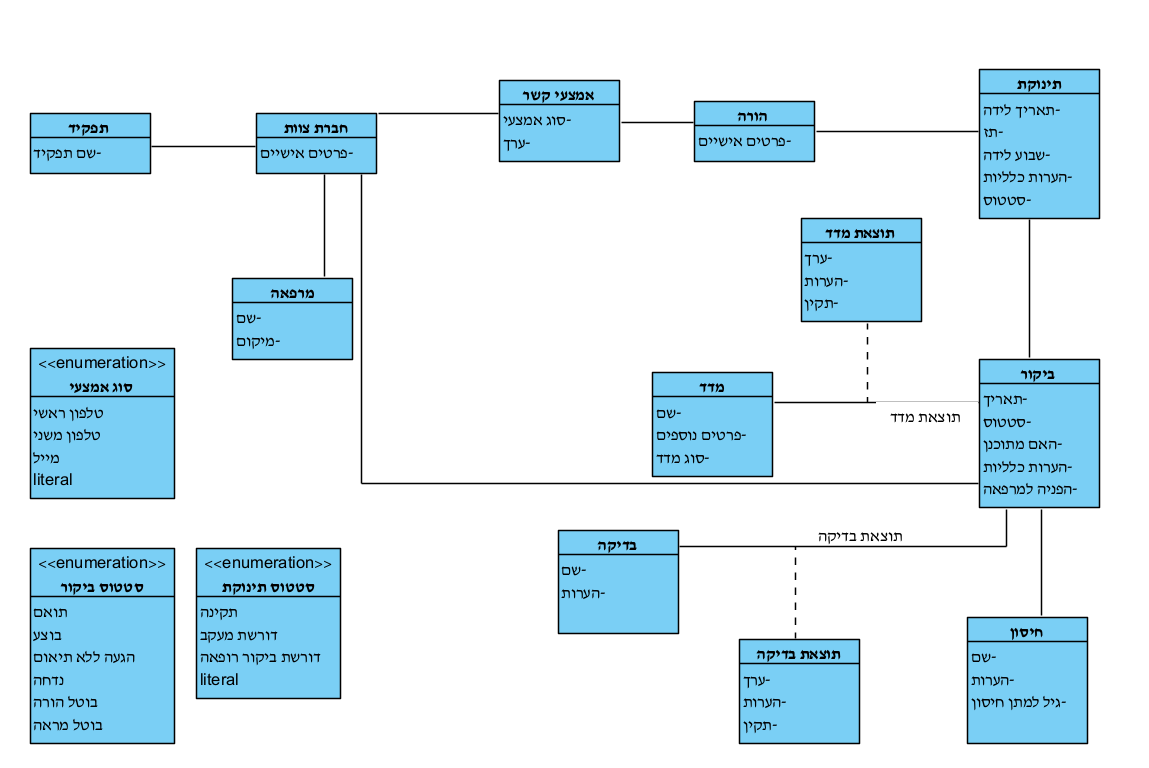 תינוקת
-תאריך לידה
-תז
-שבוע לידה
-הערות כלליות
-סטטוס
הורה
-פרטים אישיים
אמצעי קשר
-סוג אמצעי
-ערך
חברת צוות
-פרטים אישיים
תפקיד
-שם תפקיד
תוצאת מדד
-ערך
-הערות
-תקין
מרפאה
-שם
-מיקום
ביקור
-תאריך
-סטטוס
-האם מתוכנן
-הערות כלליות
-הפניה למרפאה
תוצאת מדד
מדד
-שם
-פרטים נוספים
-סוג מדד
<<enumeration>>
סוג אמצעי
טלפון ראשי
טלפון משני
מייל
literal
תוצאת בדיקה
בדיקה
-שם
-הערות
חיסון
-שם
-הערות
-גיל למתן חיסון
תוצאת בדיקה
-ערך
-הערות
-תקין
<<enumeration>>
סטטוס תינוקת
תקינה
דורשת מעקב
דורשת ביקור רופאה
literal
<<enumeration>>
סטטוס ביקור
תואם
בוצע
הגעה ללא תיאום
נדחה
בוטל הורה
בוטל מראה